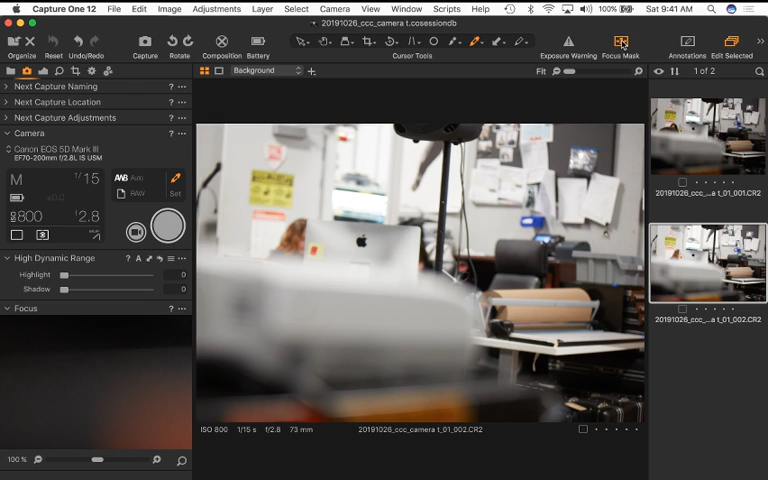 Capture One 12 File Edit Image Adjustments Layer Select Camera View Window Scripts Help 100% Sat 9:41 AM
20191026_ccc_camera t.cosessiondb
Organize Reset Undo/Redo Capture Rotate Composition Battery Cursor Tools Exposure Warning Focus Mask Annotations Edit Selected
Background Fit 1 of 2
Next Capture Naming ? ...
Next Capture Location ? ...
Next Capture Adjustments ? ...
Camera ? ...
Canon EOS 5D Mark III
EF70-200mm f/2.8L IS USM
M 1/15 AWB Auto
RAW Set
ISO 800 f/2.8
High Dynamic Range ? A ...
Highlight 0
Shadow 0
Focus ? ...
100 %
ISO 800 1/15 s f/2.8 73 mm 20191026_ccc_camera t_01_002.CR2
20191026_ccc_...a t_01_001.CR2
20191026_ccc_...a t_01_002.CR2